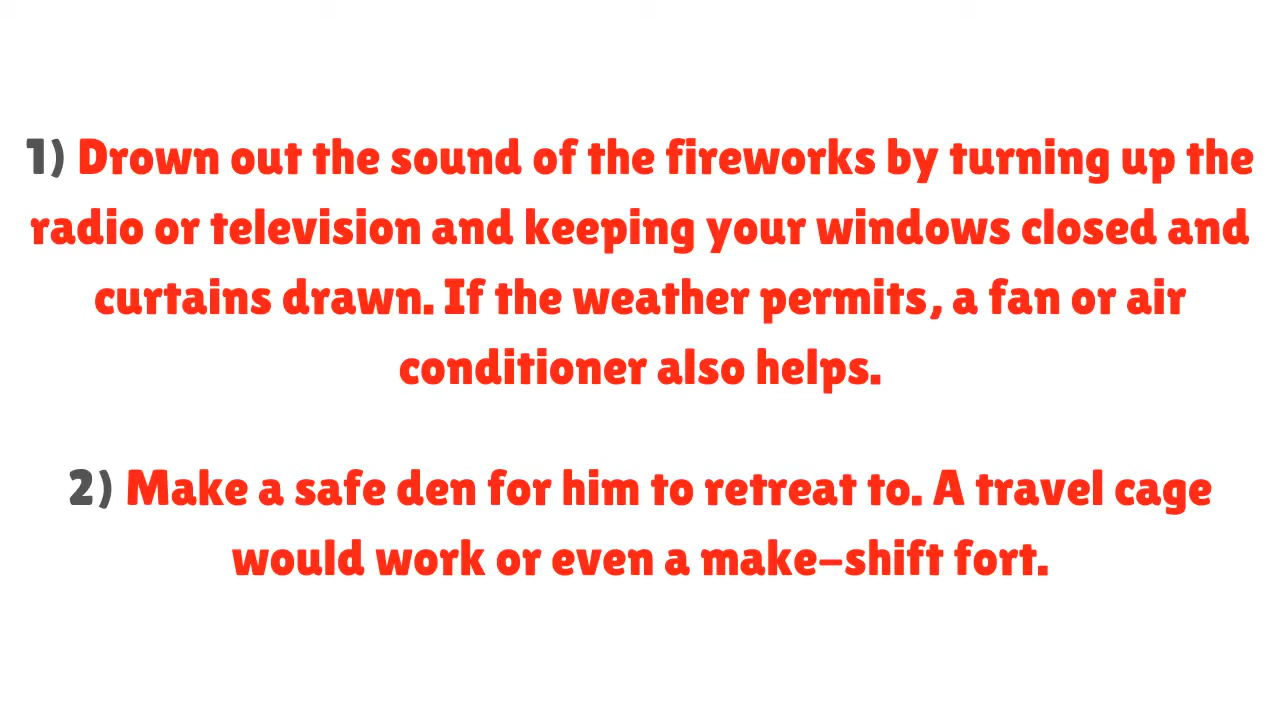 1) Drown out the sound of the fireworks by turning up the
radio or television and keeping your windows closed and
curtains drawn. If the weather permits, a fan or air
conditioner also helps.
2) Make a safe den for him to retreat to. A travel cage
would work or even a make-shift fort.